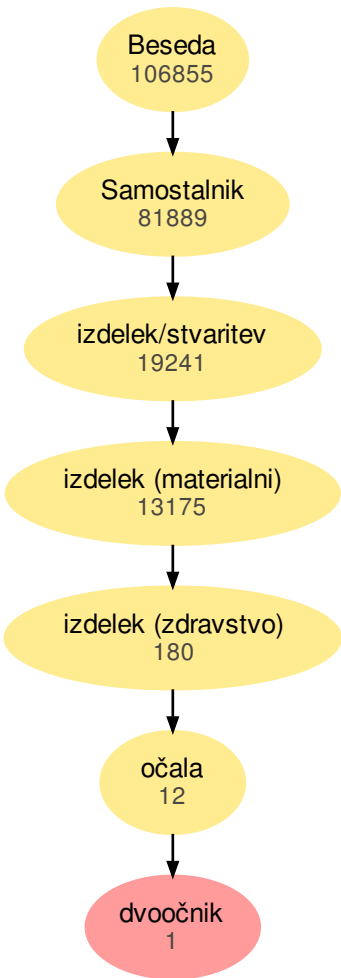 Beseda
106855
Samostalnik
81889
izdelek/stvaritev
19241
izdelek (materialni)
13175
izdelek (zdravstvo)
180
očala
12
dvoočnik
1